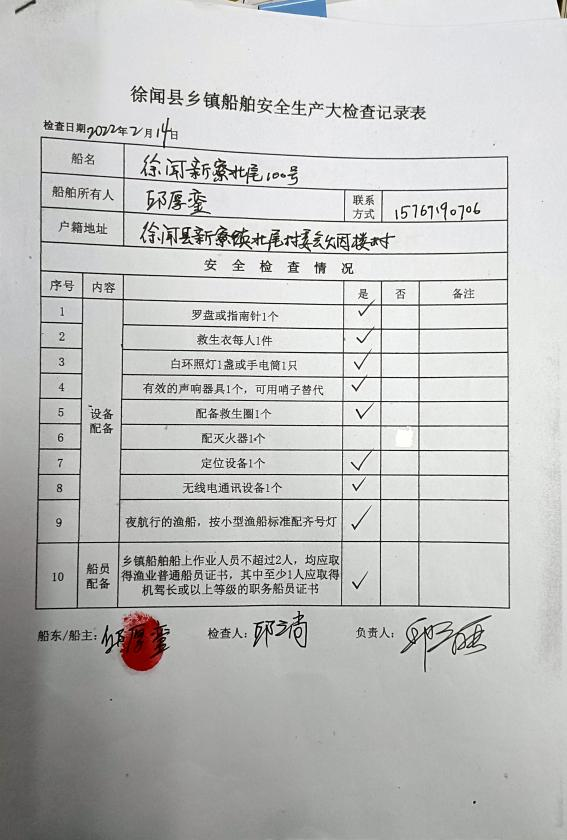 徐闻县乡镇船舶安全生产大检查记录表
检查日期2022年2月14日
船名 徐闻新寮北尾100号
船舶所有人 邱厚銮 联系方式 15767190706
户籍地址 徐闻县新寮镇北尾村委会
安全检查情况
序号 内容 是 否 备注
1 罗盘或指南针1个 ✓
2 救生衣每人1件 ✓
3 白环照灯1盏或手电筒1只 ✓
4 有效的声响器具1个，可用哨子替代 ✓
5 设备配备 配备救生圈1个 ✓
6 配灭火器1个
7 定位设备1个 ✓
8 无线电通讯设备1个 ✓
9 夜航行的渔船，按小型渔船标准配齐号灯 ✓
10 船员配备 乡镇船舶船上作业人员不超过2人，均应取
得渔业普通船员证书，其中至少1人应取得
机驾长或以上等级的职务船员证书 ✓
船东/船主：邱厚銮 检查人：邱 负责人：邱